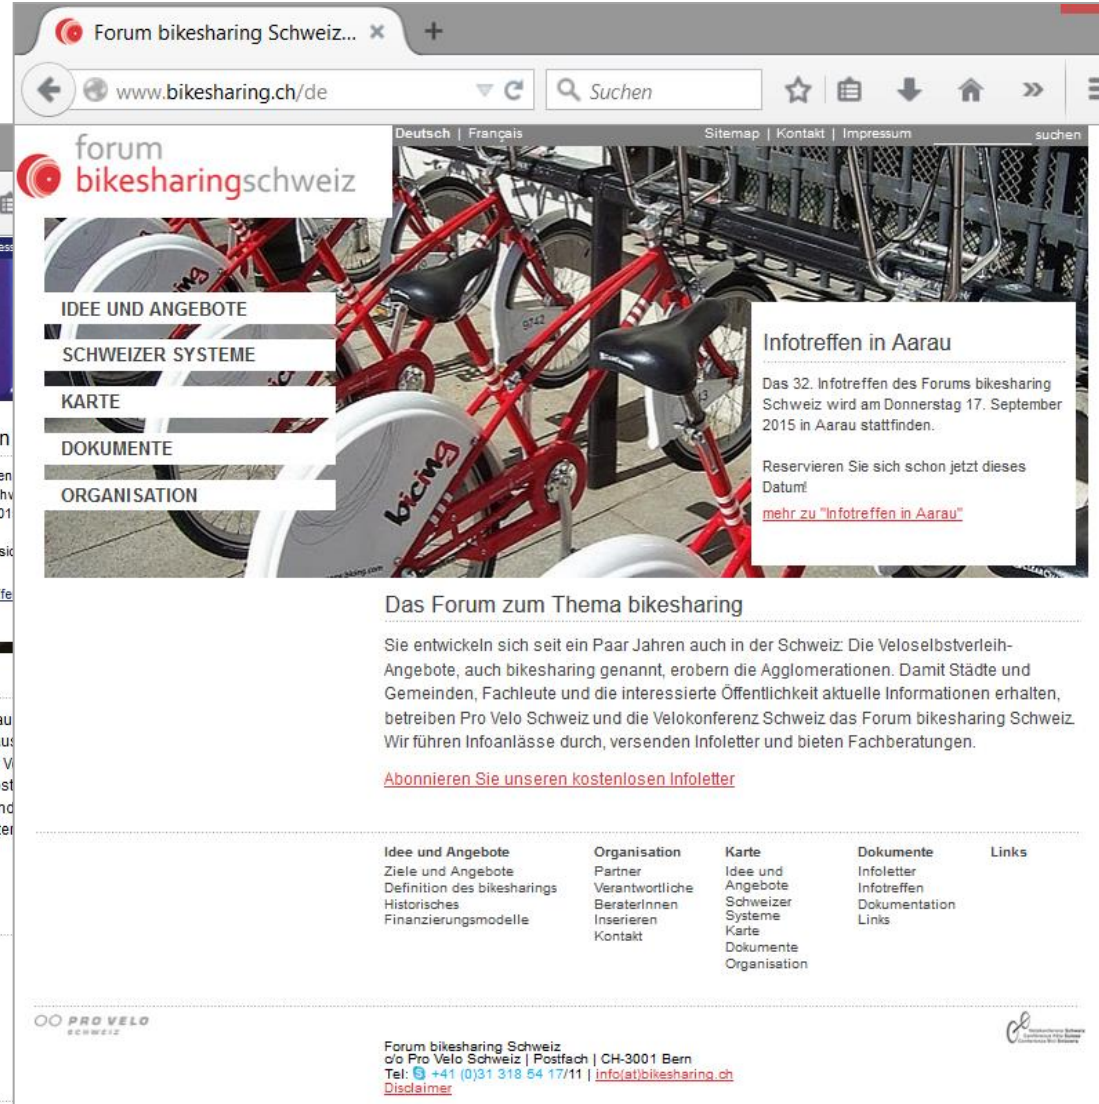 Forum bikesharing Schweiz...
www.bikesharing.ch/de
Suchen
Deutsch | Français
Sitemap | Kontakt | Impressum
suchen
forum
bikesharingschweiz
IDEE UND ANGEBOTE
SCHWEIZER SYSTEME
KARTE
DOKUMENTE
ORGANISATION
9742
bicing
bicing
Infotreffen in Aarau
Das 32. Infotreffen des Forums bikesharing
Schweiz wird am Donnerstag 17. September
2015 in Aarau stattfinden.
Reservieren Sie sich schon jetzt dieses
Datum!
mehr zu "Infotreffen in Aarau"
Das Forum zum Thema bikesharing
Sie entwickeln sich seit ein Paar Jahren auch in der Schweiz: Die Veloselbstverleih-
Angebote, auch bikesharing genannt, erobern die Agglomerationen. Damit Städte und
Gemeinden, Fachleute und die interessierte Öffentlichkeit aktuelle Informationen erhalten,
betreiben Pro Velo Schweiz und die Velokonferenz Schweiz das Forum bikesharing Schweiz.
Wir führen Infoanlässe durch, versenden Infoletter und bieten Fachberatungen.
Abonnieren Sie unseren kostenlosen Infoletter
Idee und Angebote
Ziele und Angebote
Definition des bikesharings
Historisches
Finanzierungsmodelle
Organisation
Partner
Verantwortliche
BeraterInnen
Inserieren
Kontakt
Karte
Idee und
Angebote
Schweizer
Systeme
Karte
Dokumente
Organisation
Dokumente
Infoletter
Infotreffen
Dokumentation
Links
Links
PRO VELO
SCHWEIZ
Velokonferenz Schweiz
Forum bikesharing Schweiz
c/o Pro Velo Schweiz | Postfach | CH-3001 Bern
Tel: +41 (0)31 318 54 17/11 | info(at)bikesharing.ch
Disclaimer